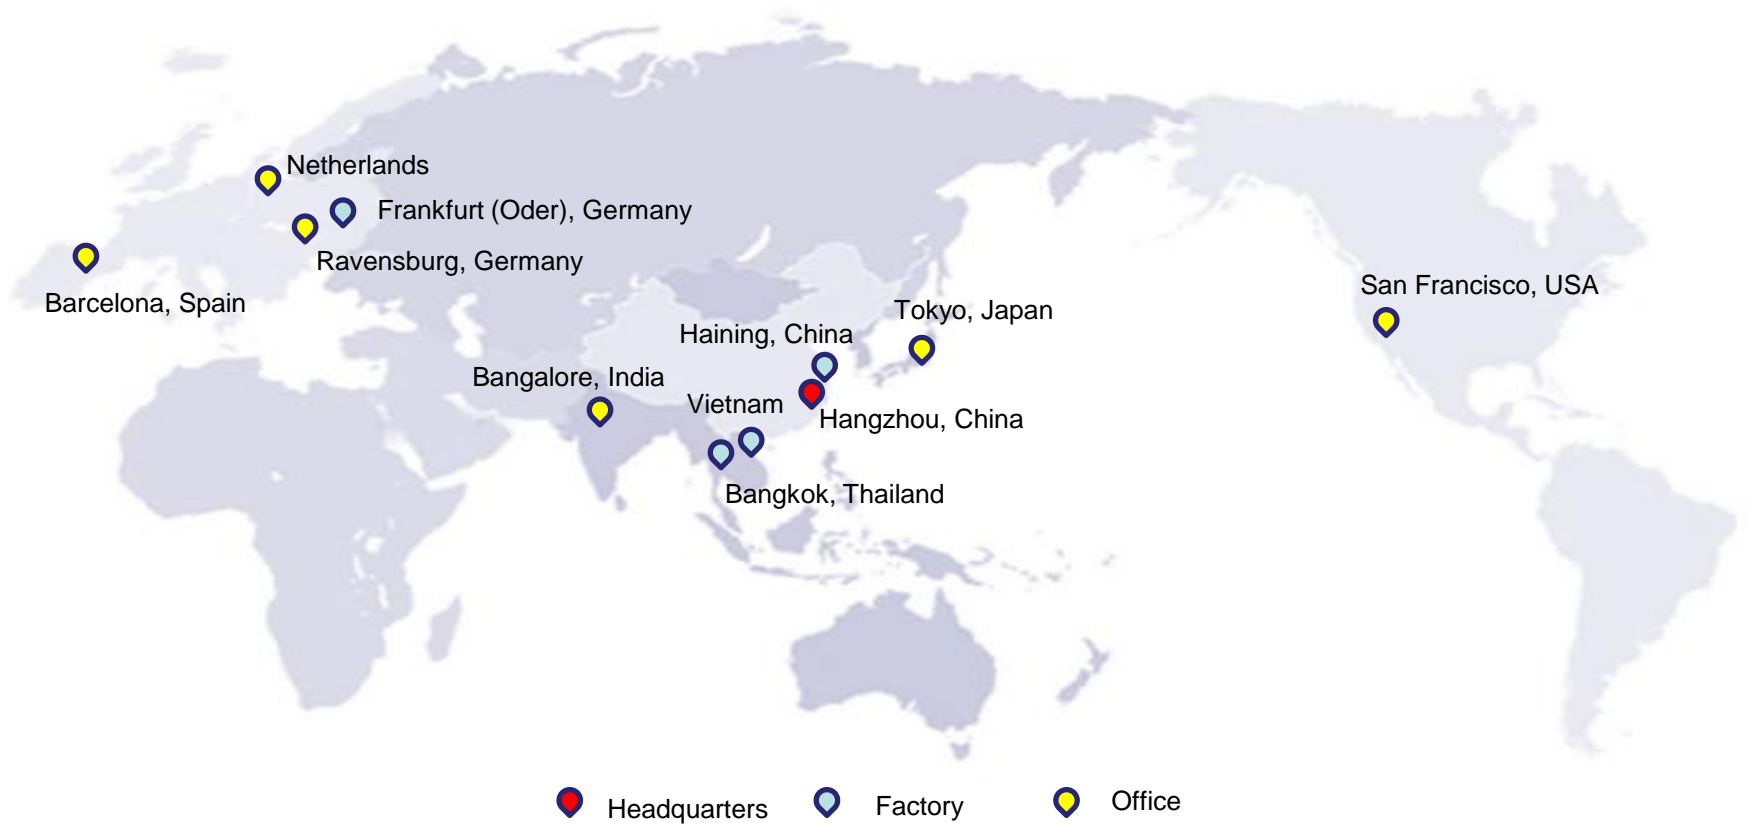 Netherlands
Frankfurt (Oder), Germany
Ravensburg, Germany
Barcelona, Spain
San Francisco, USA
Tokyo, Japan
Haining, China
Bangalore, India
Vietnam
Hangzhou, China
Bangkok, Thailand
Headquarters
Factory
Office